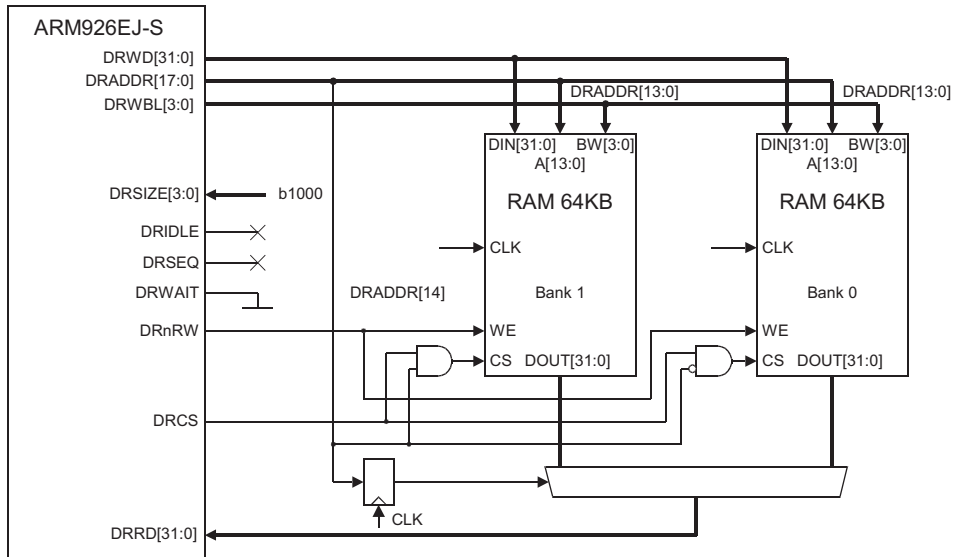 ARM926EJ-S
DRWD[31:0]
DRADDR[17:0]
DRWBL[3:0]
DRADDR[13:0]
DRADDR[13:0]
DIN[31:0] BW[3:0]
A[13:0]
RAM 64KB
CLK
Bank 1
WE
CS DOUT[31:0]
DIN[31:0] BW[3:0]
A[13:0]
RAM 64KB
CLK
Bank 0
WE
CS DOUT[31:0]
DRSIZE[3:0]
b1000
DRIDLE
DRSEQ
DRWAIT
DRADDR[14]
DRnRW
DRCS
CLK
DRRD[31:0]